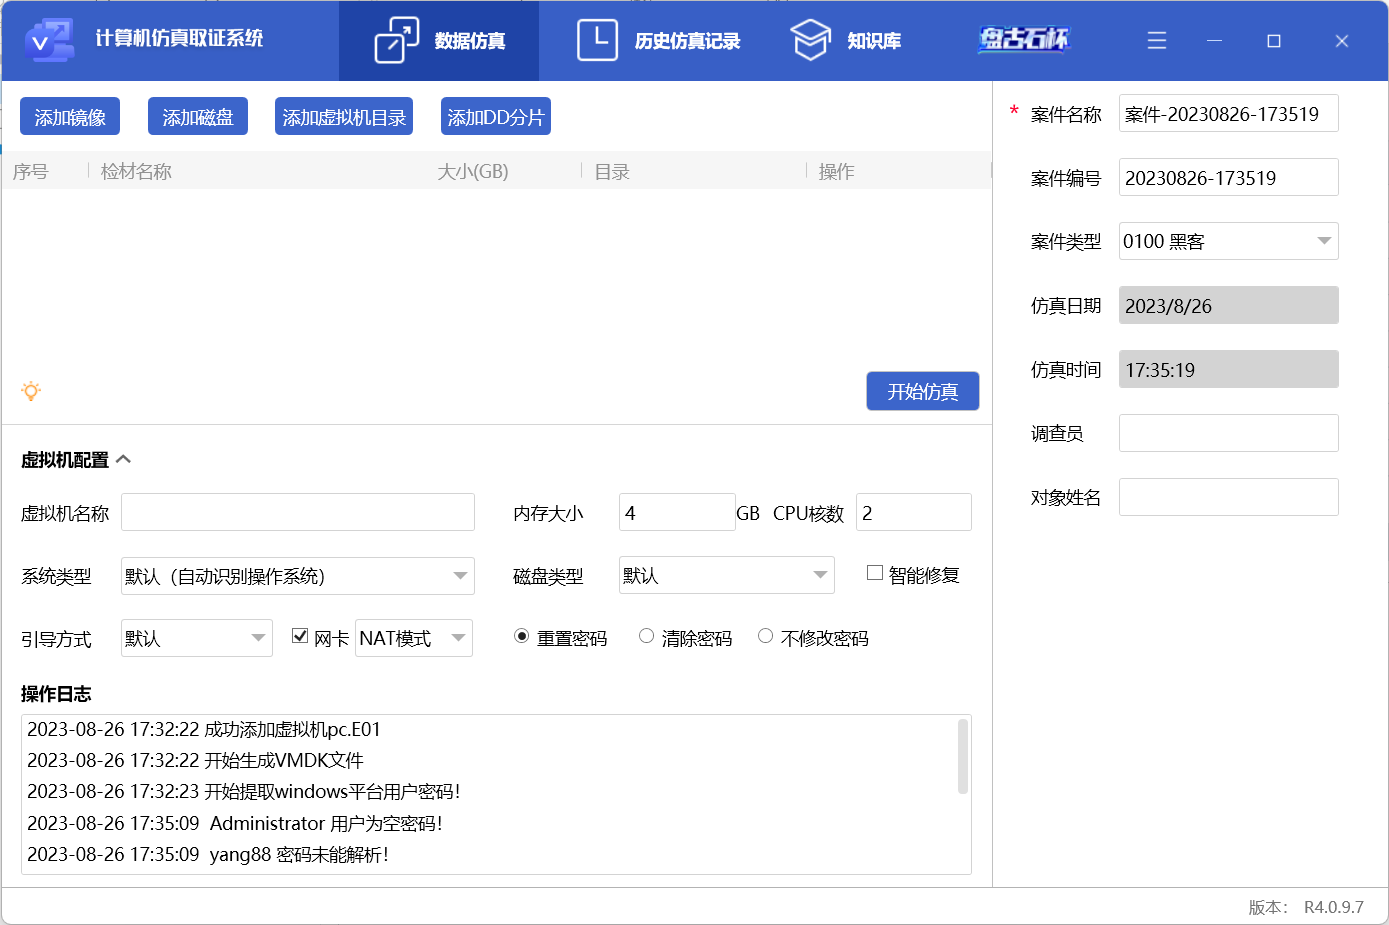 计算机仿真取证系统
数据仿真
历史仿真记录
知识库
盘古石杯
添加镜像
添加磁盘
添加虚拟机目录
添加DD分片
序号 检材名称 大小(GB) 目录 操作
开始仿真
虚拟机配置
虚拟机名称
内存大小 4 GB CPU核数 2
系统类型 默认（自动识别操作系统）
磁盘类型 默认
智能修复
引导方式 默认
网卡 NAT模式
重置密码 清除密码 不修改密码
操作日志
2023-08-26 17:32:22 成功添加虚拟机pc.E01
2023-08-26 17:32:22 开始生成VMDK文件
2023-08-26 17:32:23 开始提取windows平台用户密码！
2023-08-26 17:35:09  Administrator 用户为空密码！
2023-08-26 17:35:09  yang88 密码未能解析！
* 案件名称 案件-20230826-173519
案件编号 20230826-173519
案件类型 0100 黑客
仿真日期 2023/8/26
仿真时间 17:35:19
调查员
对象姓名
版本： R4.0.9.7